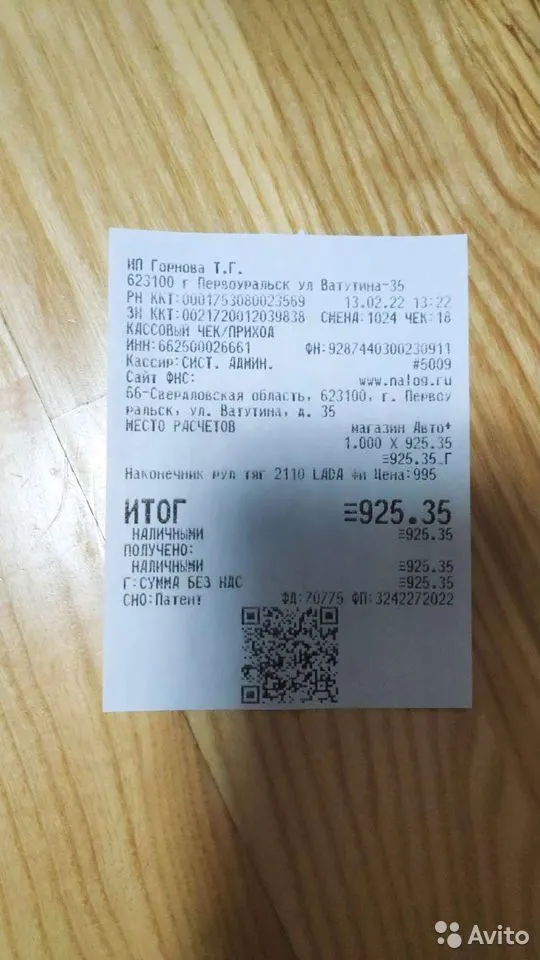 ИП Горнова Т.Г.
623100 г Первоуральск ул Ватутина-35
РН ККТ:0001753080023569 13.02.22 13:22
ЗН ККТ:0021720012039838 СМЕНА:1024 ЧЕК:18
КАССОВЫЙ ЧЕК/ПРИХОД
ИНН:662500026661 ФН:9287440300230911
Кассир:СИСТ. АДМИН. #5009
Сайт ФНС: www.nalog.ru
66-Свердловская область, 623100, г. Первоу
ральск, ул. Ватутина, д. 35
МЕСТО РАСЧЕТОВ магазин Авто+
1.000 X 925.35
≡925.35_Г
Наконечник рул тяг 2110 LADA фи Цена:995
ИТОГ ≡925.35
НАЛИЧНЫМИ ≡925.35
ПОЛУЧЕНО:
НАЛИЧНЫМИ ≡925.35
Г:СУММА БЕЗ НДС ≡925.35
СНО:Патент ФД:70775 ФП:3242272022
Avito